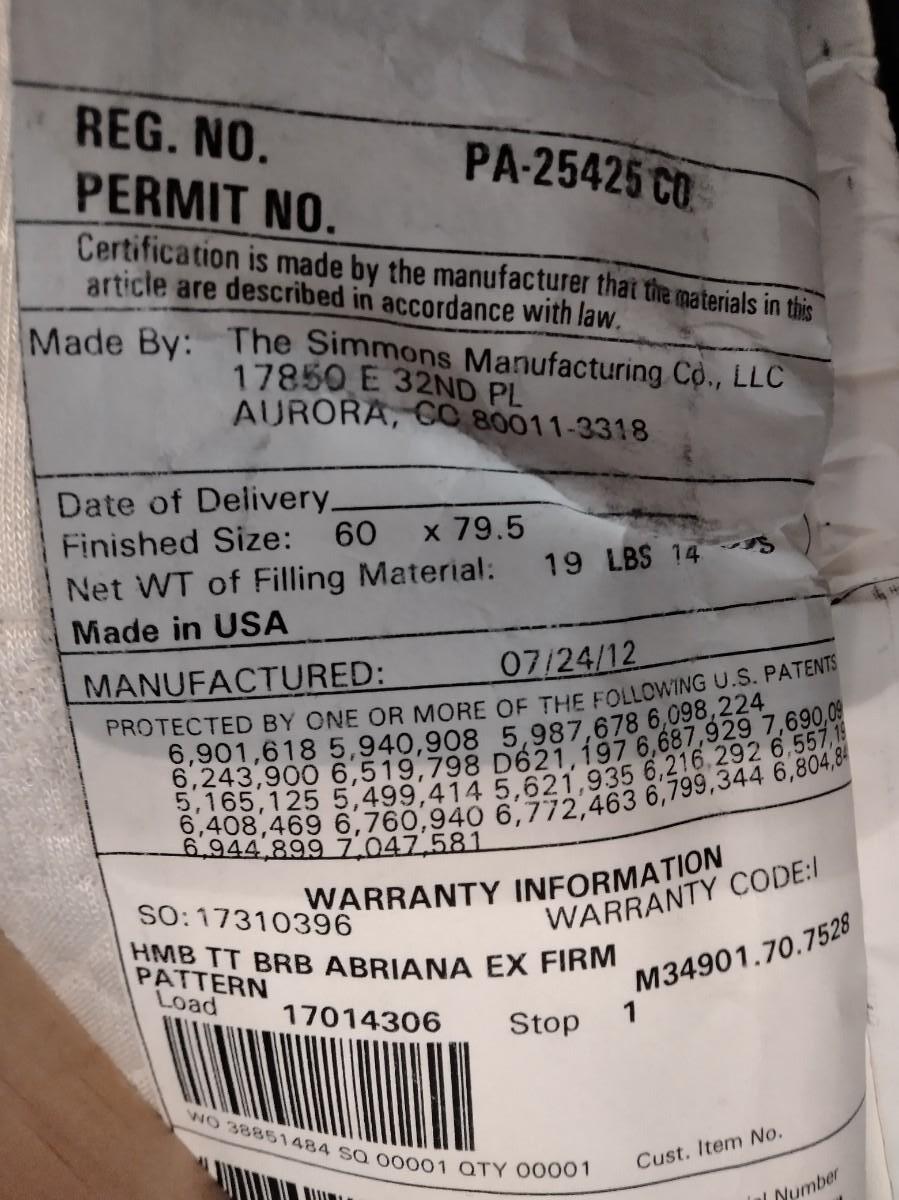 REG. NO. PA-25425 CO
PERMIT NO.
Certification is made by the manufacturer that the materials in this
article are described in accordance with law.
Made By: The Simmons Manufacturing Co., LLC
17850 E 32ND PL
AURORA, CO 80011-3318
Date of Delivery
Finished Size: 60 x 79.5
Net WT of Filling Material: 19 LBS 14
Made in USA
MANUFACTURED: 07/24/12
PROTECTED BY ONE OR MORE OF THE FOLLOWING U.S. PATENTS
6,901,618 5,940,908 5,987,678 6,098,224
6,243,900 6,519,798 D621,197 6,687,929
5,165,125 5,499,414 5,621,935 6,216,292
6,408,469 6,760,940 6,772,463 6,799,344
6,944,899 7,047,581
WARRANTY INFORMATION
SO:17310396 WARRANTY CODE:I
HMB TT BRB ABRIANA EX FIRM M34901.70.7528
PATTERN
Load 17014306 Stop 1
WO 38851484 SQ 00001 QTY 00001 Cust. Item No.
Number